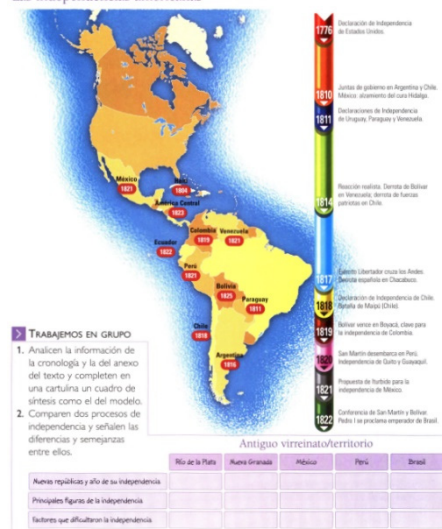 1776
Declaración de Independencia
de Estados Unidos.
1810
Juntas de gobierno en Argentina y Chile.
México: alzamiento del cura Hidalgo.
1811
Declaraciones de Independencia
de Uruguay, Paraguay y Venezuela.
1814
Reacción realista. Derrota de Bolívar
en Venezuela; derrota de fuerzas
patriotas en Chile.
1817
Ejército Libertador cruza los Andes.
Derrota español en Chacabuco.
1818
Declaración de Independencia de Chile.
Batalla de Maipú (Chile).
1819
Bolívar vence en Boyacá, clave para
la independencia de Colombia.
1820
San Martín desembarca en Perú.
Independencia de Quito y Guayaquil.
1821
Propuesta de Iturbide para la
independencia de México.
1822
Conferencia de San Martín y Bolívar.
Pedro I se proclama emperador de Brasil.
México
1821
1804
América Central
1823
Colombia
1819
Venezuela
1821
Ecuador
1822
Perú
1821
Bolivia
1825
Paraguay
1811
Chile
1818
Argentina
1816
TRABAJEMOS EN GRUPO
1. Analicen la información de
la cronología y la del anexo
del texto y completen en
una cartulina un cuadro de
síntesis como el del modelo.
2. Comparen dos procesos de
independencia y señalen las
diferencias y semejanzas
entre ellos.
Antiguo virreinato/territorio
Río de la Plata
Nueva Granada
México
Perú
Brasil
Nuevas repúblicas y año de su independencia
Principales figuras de la independencia
Factores que dificultaron la independencia